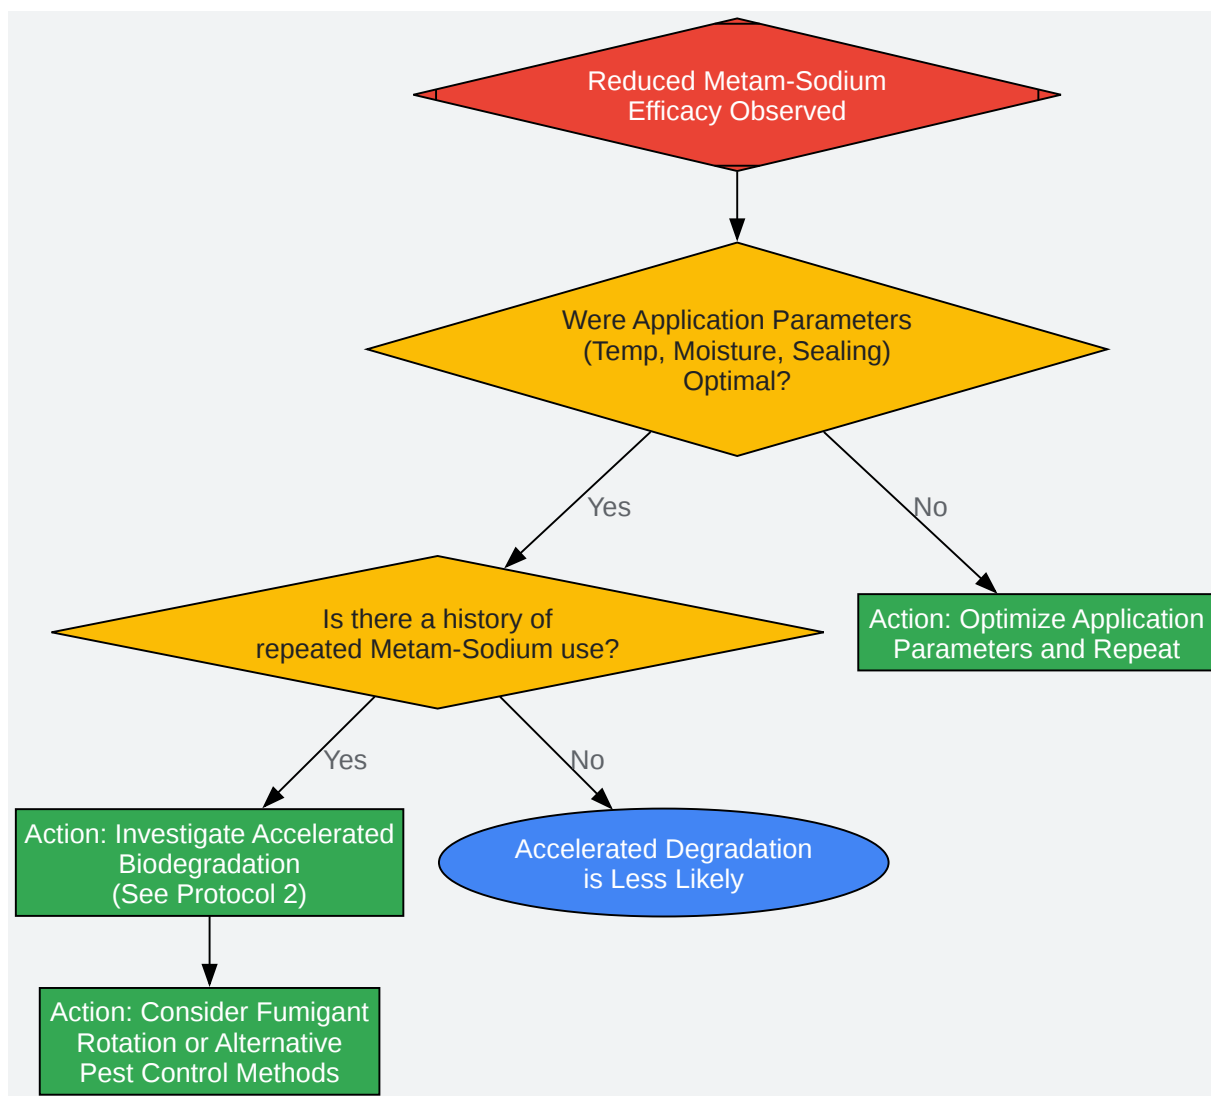 Reduced Metam-Sodium
Efficacy Observed
Were Application Parameters
(Temp, Moisture, Sealing)
Optimal?
Yes
No
Is there a history of
repeated Metam-Sodium use?
Action: Optimize Application
Parameters and Repeat
Yes
No
Action: Investigate Accelerated
Biodegradation
(See Protocol 2)
Accelerated Degradation
is Less Likely
Action: Consider Fumigant
Rotation or Alternative
Pest Control Methods